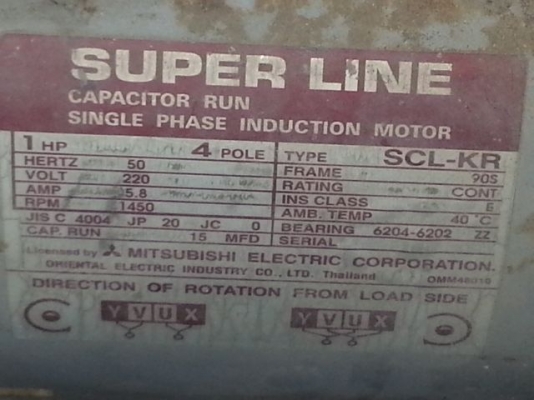 SUPER LINE
CAPACITOR RUN
SINGLE PHASE INDUCTION MOTOR
1 HP 4 POLE
HERTZ 50
VOLT 220
AMP 5.8
RPM 1450
JIS C 4004 JP 20 JC 0
CAP. RUN 15 MFD
TYPE SCL-KR
FRAME 90S
RATING CONT
INS CLASS E
AMB. TEMP 40 °C
BEARING 6204-6202 ZZ
SERIAL
Licensed by MITSUBISHI ELECTRIC CORPORATION.
ORIENTAL ELECTRIC INDUSTRY CO., LTD. Thailand
DIRECTION OF ROTATION FROM LOAD SIDE
Y V U X Y V U X